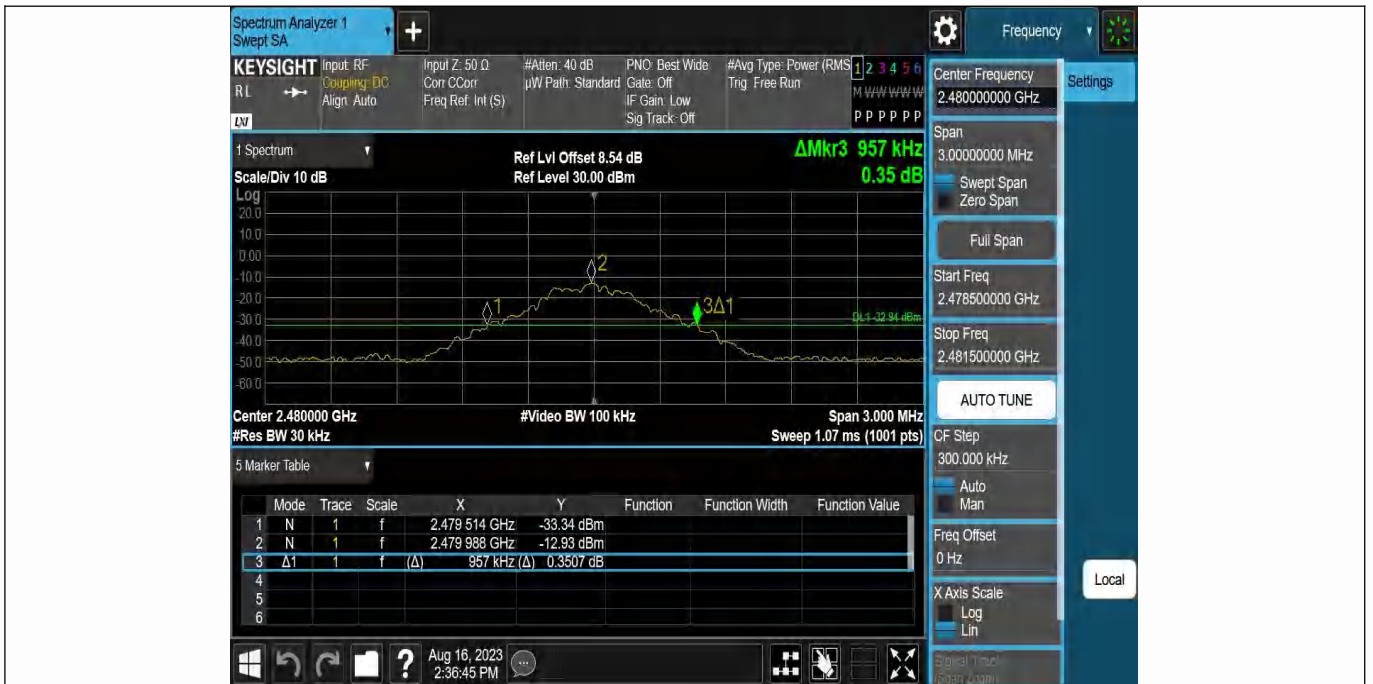 Spectrum Analyzer 1
Swept SA
+
Frequency
KEYSIGHT
RL
LXI
Input: RF
Coupling: DC
Align: Auto
Input Z: 50 Ω
Corr CCorr
Freq Ref: Int (S)
#Atten: 40 dB
µW Path: Standard
PNO: Best Wide
Gate: Off
IF Gain: Low
Sig Track: Off
#Avg Type: Power (RMS
Trig: Free Run
1 2 3 4 5 6
M W W W W W
P P P P P P
1 Spectrum
Scale/Div 10 dB
Ref Lvl Offset 8.54 dB
Ref Level 30.00 dBm
ΔMkr3 957 kHz
0.35 dB
Log
20.0
10.0
0.00
-10.0
-20.0
-30.0
-40.0
-50.0
-60.0
1
2
3Δ1
DL1 -32.94 dBm
Center 2.480000 GHz
#Video BW 100 kHz
Span 3.000 MHz
#Res BW 30 kHz
Sweep 1.07 ms (1001 pts)
5 Marker Table
Mode Trace Scale X Y Function Function Width Function Value
1 N 1 f 2.479 514 GHz -33.34 dBm
2 N 1 f 2.479 988 GHz -12.93 dBm
3 Δ1 1 f (Δ) 957 kHz (Δ) 0.3507 dB
4
5
6
Aug 16, 2023
2:36:45 PM
?
Center Frequency
2.480000000 GHz
Settings
Span
3.00000000 MHz
Swept Span
Zero Span
Full Span
Start Freq
2.478500000 GHz
Stop Freq
2.481500000 GHz
AUTO TUNE
CF Step
300.000 kHz
Auto
Man
Freq Offset
0 Hz
X Axis Scale
Log
Lin
Signal Track
(Span Zoom)
Local